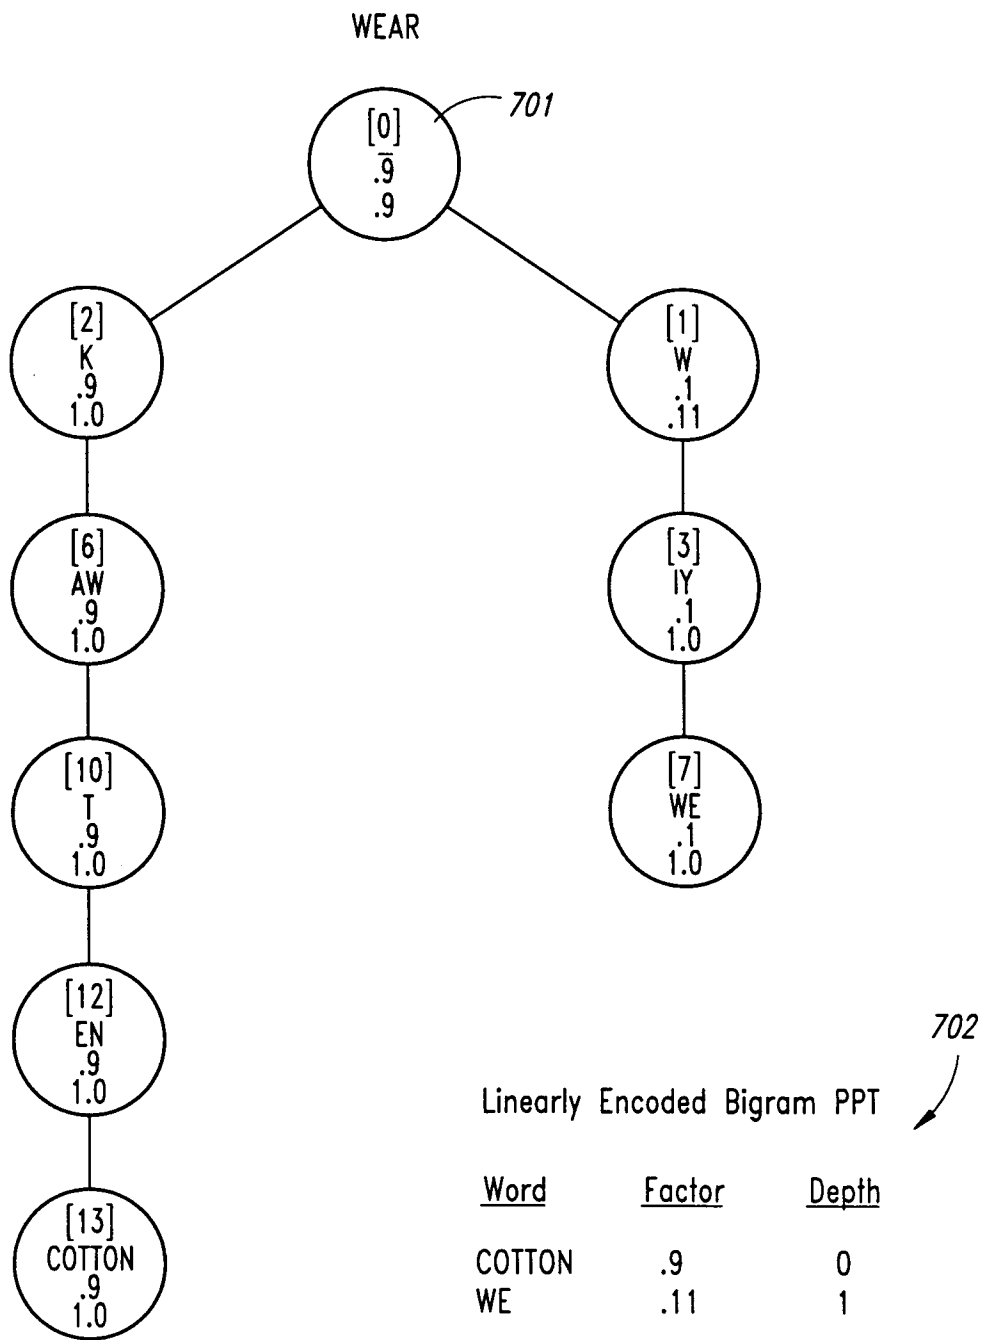 WEAR
701
[0]
–
.9
.9
[2]
K
.9
1.0
[1]
W
.1
.11
[6]
AW
.9
1.0
[3]
IY
.1
1.0
[10]
T
.9
1.0
[7]
WE
.1
1.0
[12]
EN
.9
1.0
[13]
COTTON
.9
1.0
702
Linearly Encoded Bigram PPT
Word Factor Depth
COTTON .9 0
WE .11 1